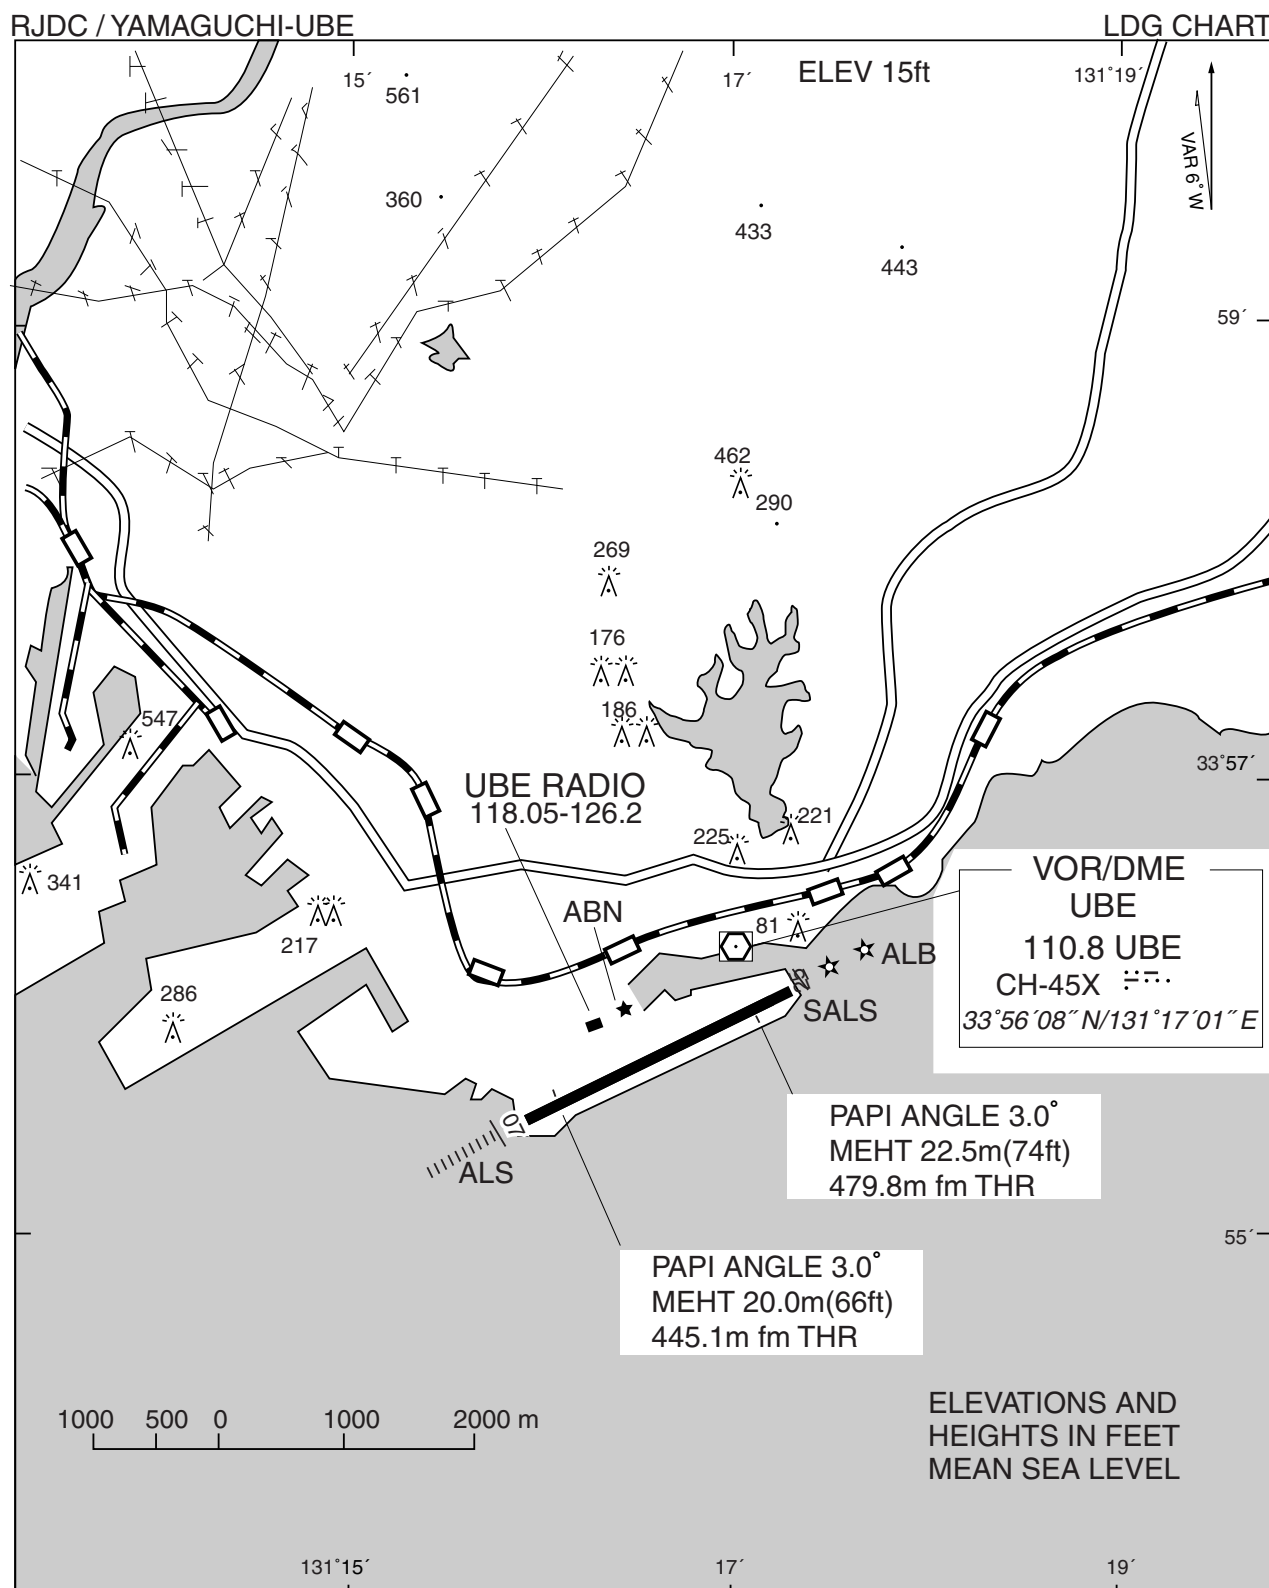 RJDC / YAMAGUCHI-UBE
LDG CHART
15´
17´
131°19´
ELEV 15ft
561
VAR 6°W
360
433
443
59´
462
290
269
176
186
547
UBE RADIO
118.05-126.2
33°57´
225
221
341
217
ABN
81
ALB
VOR/DME
UBE
110.8 UBE
CH-45X
33°56´08˝N/131°17´01˝E
286
25
SALS
07
ALS
PAPI ANGLE 3.0°
MEHT 22.5m(74ft)
479.8m fm THR
55´
PAPI ANGLE 3.0°
MEHT 20.0m(66ft)
445.1m fm THR
1000 500 0 1000 2000 m
ELEVATIONS AND
HEIGHTS IN FEET
MEAN SEA LEVEL
131°15´
17´
19´